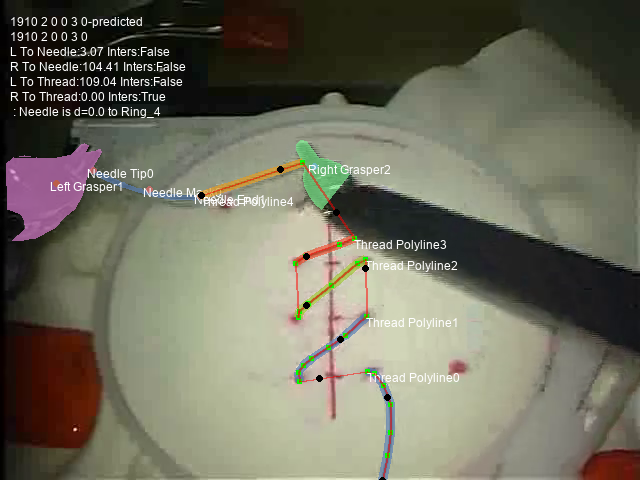 1910 2 0 0 3 0-predicted
1910 2 0 0 3 0
L To Needle:3.07 Inters:False
R To Needle:104.41 Inters:False
L To Thread:109.04 Inters:False
R To Thread:0.00 Inters:True
: Needle is d=0.0 to Ring_4
Right Grasper2
Needle Tip0
Left Grasper1
Needle
Thread Polyline4
Thread Polyline3
Thread Polyline2
Thread Polyline1
Thread Polyline0